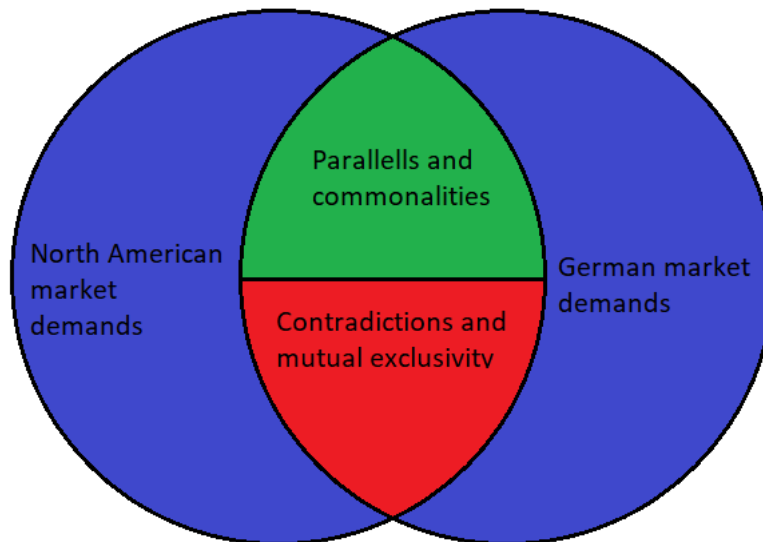 Parallells and
commonalities
North American
market
demands
German market
demands
Contradictions and
mutual exclusivity